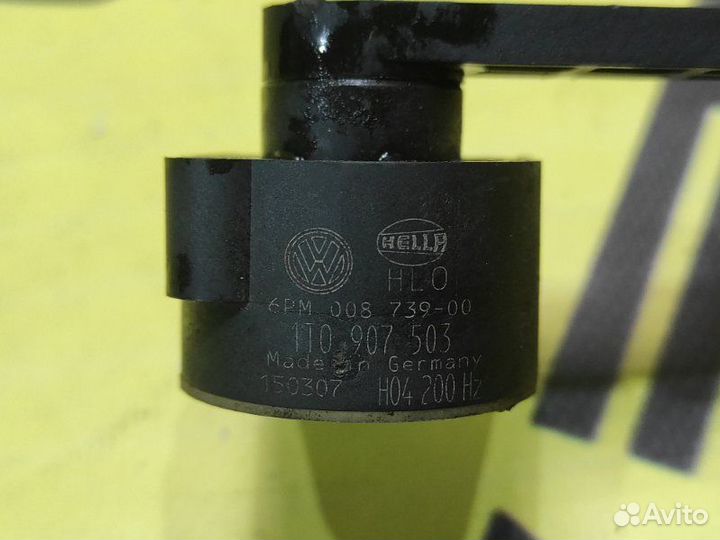 HELLA
HLO
6PM 008 739-00
1T0 907 503
Made in Germany
150307 H04 200 Hz
Avito